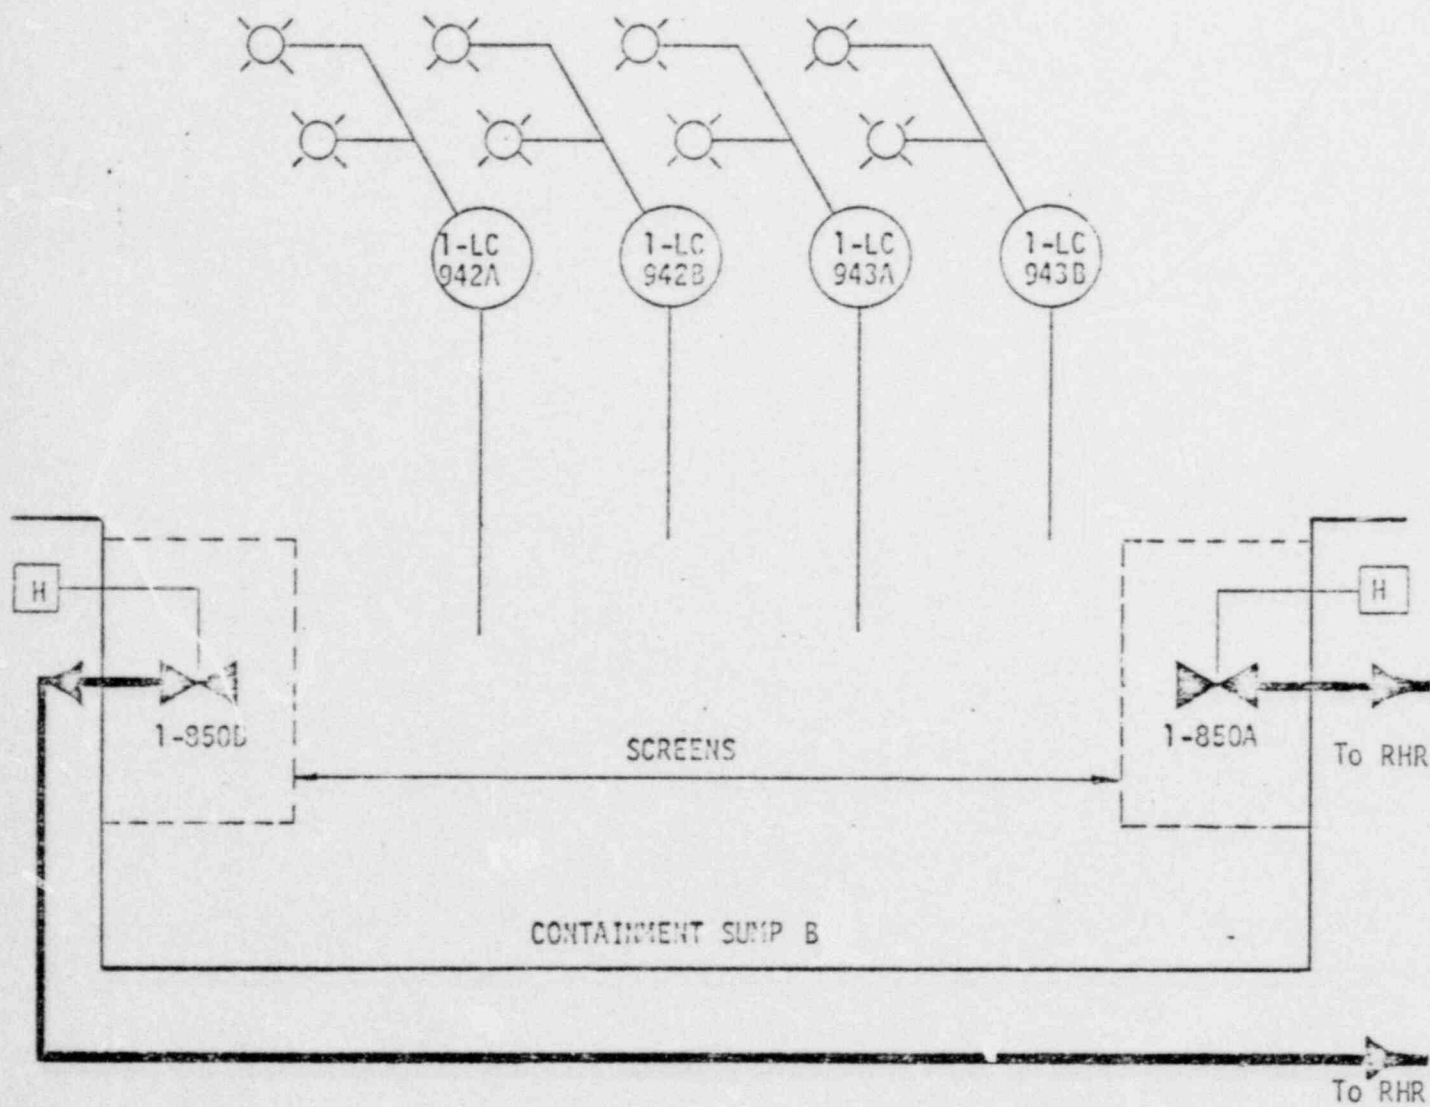 1-LC
942A
1-LC
942B
1-LC
943A
1-LC
943B
H
H
1-850B
SCREENS
1-850A
To RHR
CONTAINMENT SUMP B
To RHR